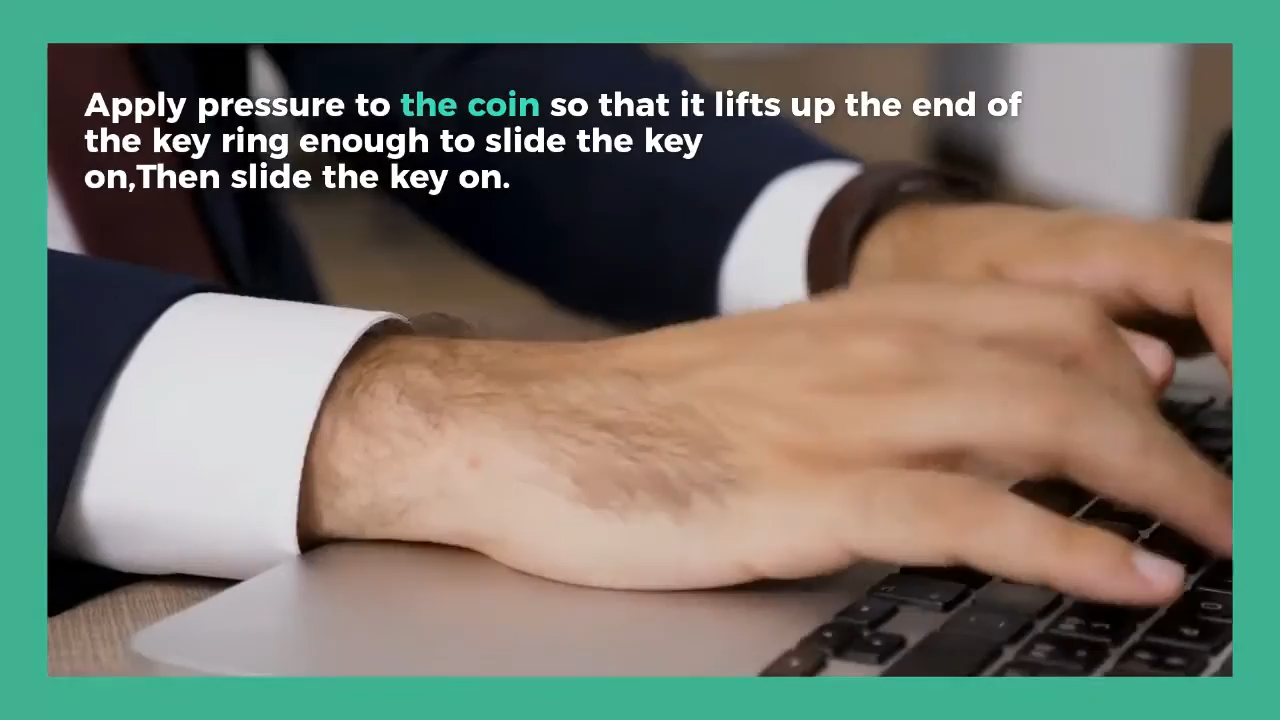 Apply pressure to the coin so that it lifts up the end of
the key ring enough to slide the key
on,Then slide the key on.